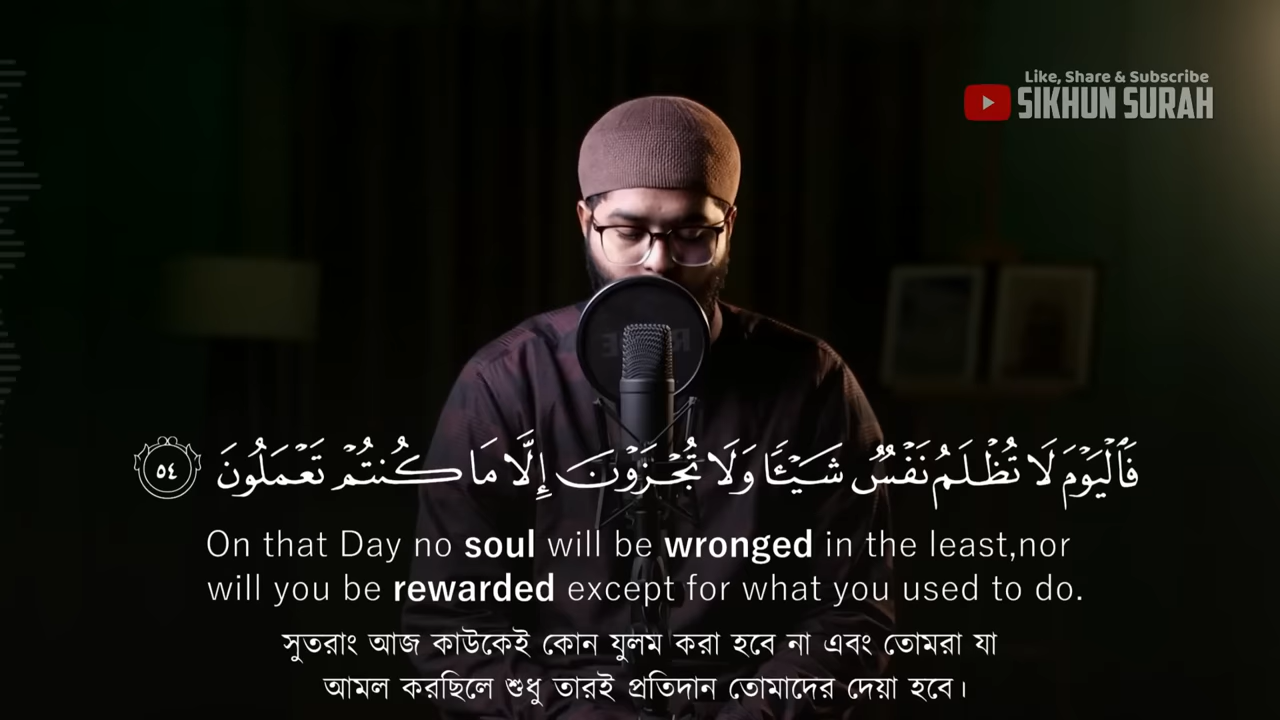 Like, Share & Subscribe
SIKHUN SURAH
فَٱلْيَوْمَ لَا تُظْلَمُ نَفْسٌ شَيْـًٔا وَلَا تُجْزَوْنَ إِلَّا مَا كُنتُمْ تَعْمَلُونَ ٥٤
On that Day no soul will be wronged in the least,nor
will you be rewarded except for what you used to do.
সুতরাং আজ কাউকেই কোন যুলম করা হবে না এবং তোমরা যা
আমল করছিলে শুধু তারই প্রতিদান তোমাদের দেয়া হবে।